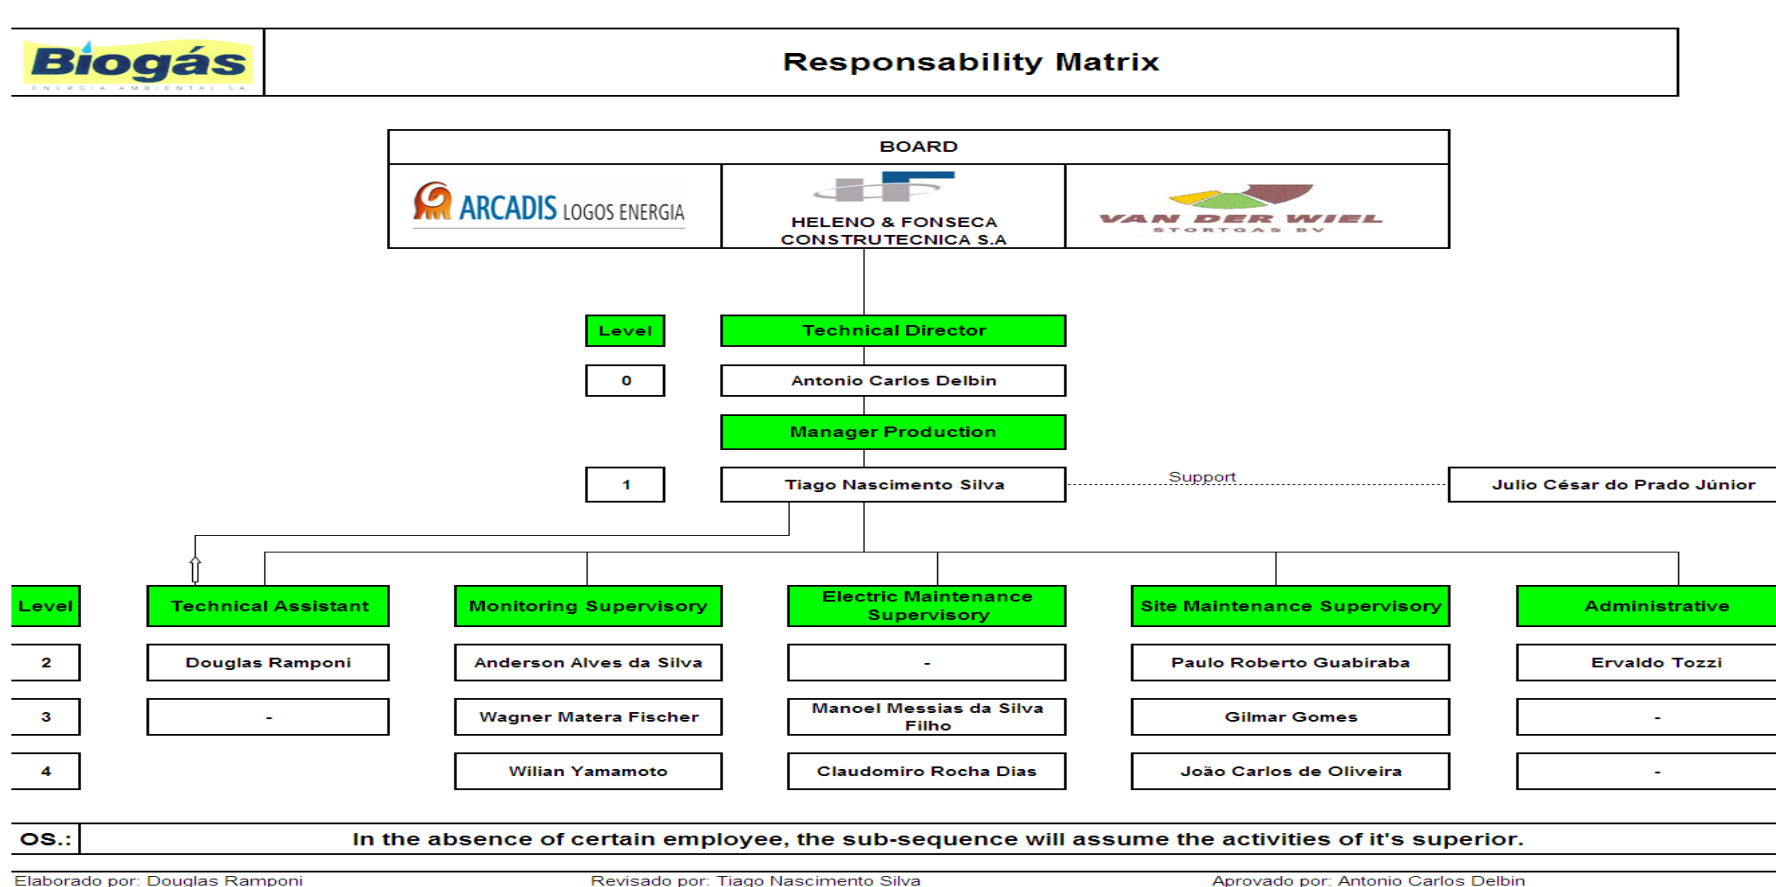 Biogás
ENERGIA AMBIENTAL SA
Responsability Matrix
BOARD
ARCADIS LOGOS ENERGIA
HELENO & FONSECA
CONSTRUTECNICA S.A
VAN DER WIEL
STORTGAS BV
Level
Technical Director
0
Antonio Carlos Delbin
Manager Production
1
Tiago Nascimento Silva
Support
Julio César do Prado Júnior
Level
Technical Assistant
Monitoring Supervisory
Electric Maintenance
Supervisory
Site Maintenance Supervisory
Administrative
2
Douglas Ramponi
Anderson Alves da Silva
-
Paulo Roberto Guabiraba
Ervaldo Tozzi
3
-
Wagner Matera Fischer
Manoel Messias da Silva
Filho
Gilmar Gomes
-
4
Wilian Yamamoto
Claudomiro Rocha Dias
João Carlos de Oliveira
-
OS.:
In the absence of certain employee, the sub-sequence will assume the activities of it's superior.
Elaborado por: Douglas Ramponi
Revisado por: Tiago Nascimento Silva
Aprovado por: Antonio Carlos Delbin